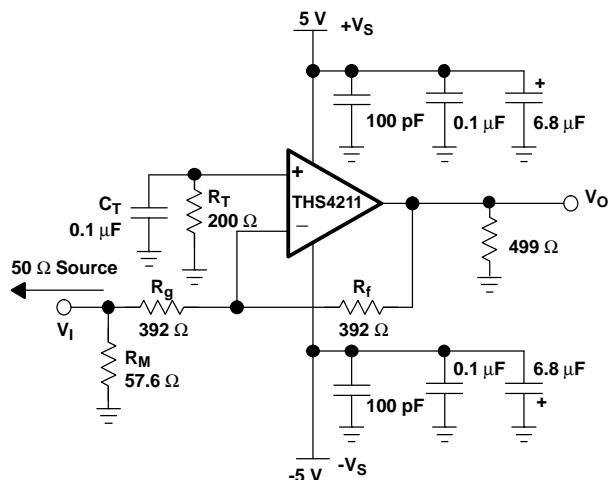 5 V
+VS
+
100 pF
0.1 µF
6.8 µF
+
THS4211
−
CT
0.1 µF
RT
200 Ω
VO
499 Ω
50 Ω Source
VI
Rg
392 Ω
Rf
392 Ω
RM
57.6 Ω
0.1 µF
6.8 µF
100 pF
+
-5 V
-VS